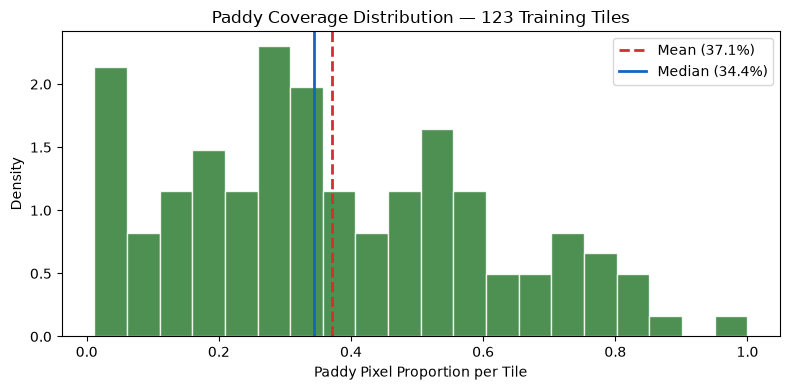 Paddy Coverage Distribution — 123 Training Tiles
Mean (37.1%)
Median (34.4%)
Density
2.0
1.5
1.0
0.5
0.0
0.0 0.2 0.4 0.6 0.8 1.0
Paddy Pixel Proportion per Tile